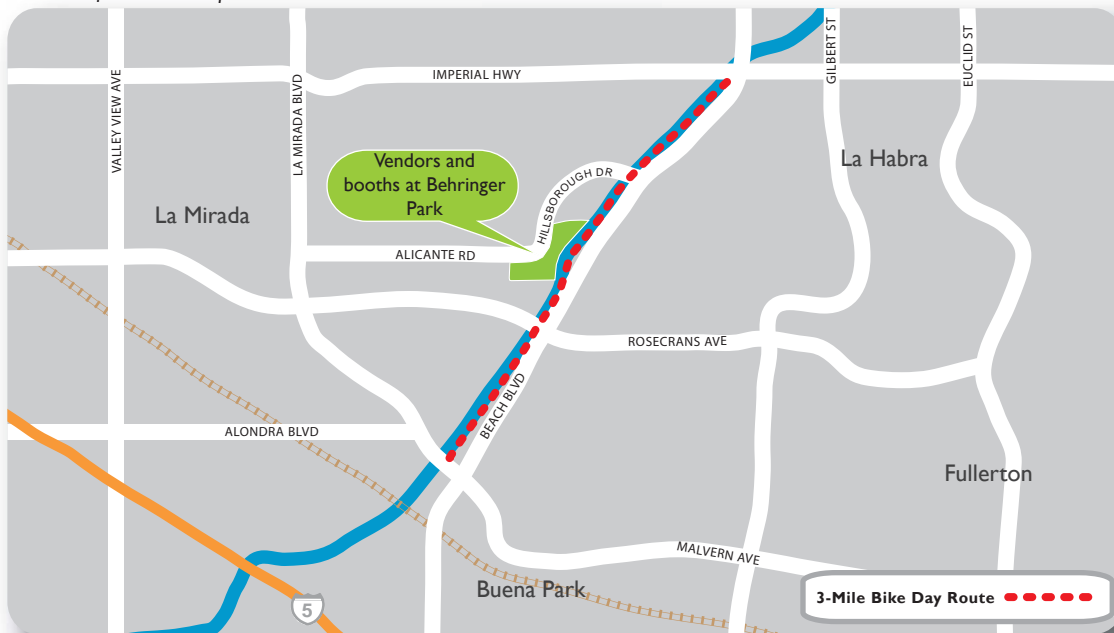 IMPERIAL HWY
VALLEY VIEW AVE
LA MIRADA BLVD
GILBERT ST
EUCLID ST
La Habra
Vendors and
booths at Behringer
Park
HILLSBOROUGH DR
La Mirada
ALICANTE RD
ROSECRANS AVE
BEACH BLVD
ALONDRA BLVD
Fullerton
MALVERN AVE
Buena Park
5
3-Mile Bike Day Route